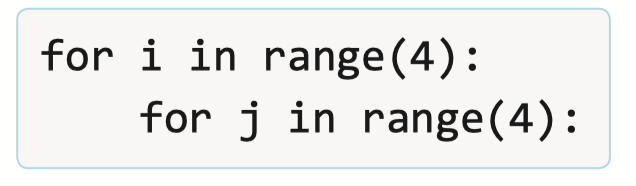 for i in range(4):
    for j in range(4):